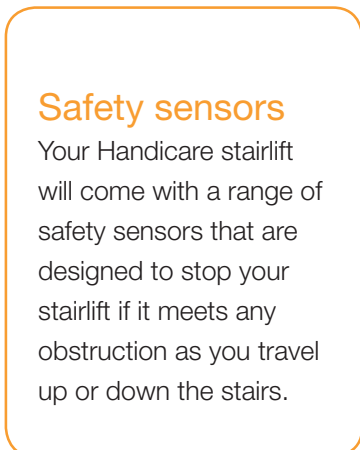 Safety sensors
Your Handicare stairlift
will come with a range of
safety sensors that are
designed to stop your
stairlift if it meets any
obstruction as you travel
up or down the stairs.